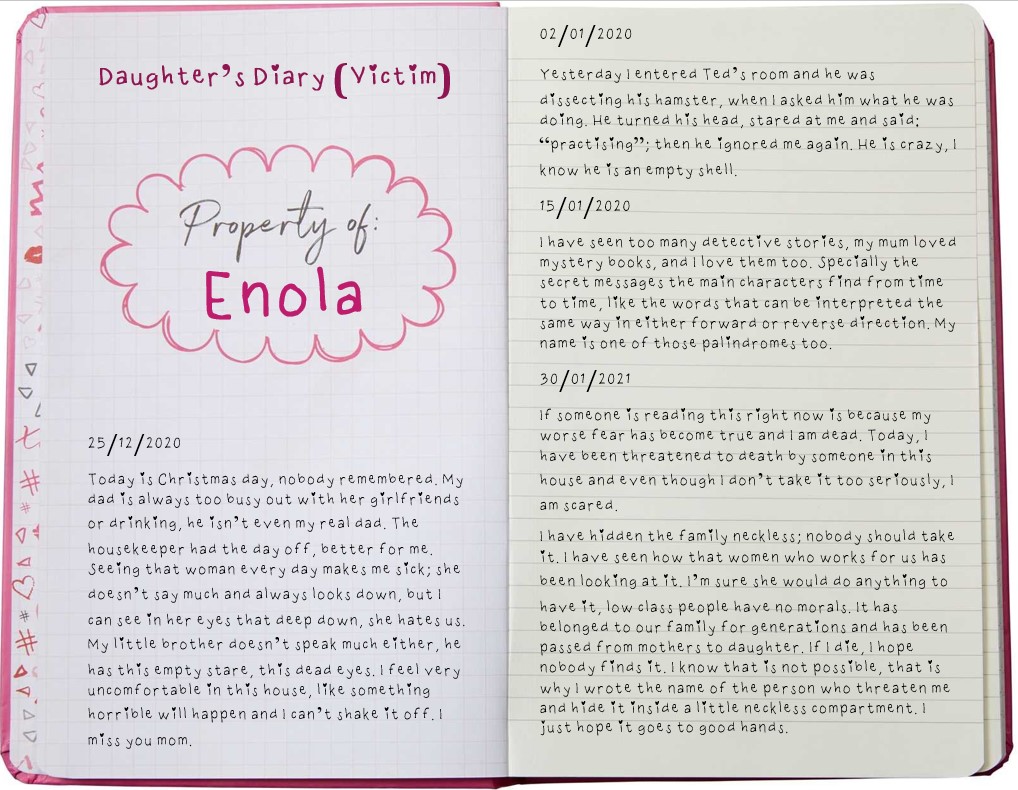 Daughter's Diary (Victim)
Property of:
Enola
25/12/2020
Today is Christmas day, nobody remembered. My
dad is always too busy out with her girlfriends
or drinking, he isn't even my real dad. The
housekeeper had the day off, better for me.
Seeing that woman every day makes me sick; she
doesn't say much and always looks down, but I
can see in her eyes that deep down, she hates us.
My little brother doesn't speak much either, he
has this empty stare, this dead eyes. I feel very
uncomfortable in this house, like something
horrible will happen and I can't shake it off. I
miss you mom.
02/01/2020
Yesterday I entered Ted's room and he was
dissecting his hamster, when I asked him what he was
doing. He turned his head, stared at me and said:
"practising"; then he ignored me again. He is crazy, I
know he is an empty shell.
15/01/2020
I have seen too many detective stories, my mum loved
mystery books, and I love them too. Specially the
secret messages the main characters find from time
to time, like the words that can be interpreted the
same way in either forward or reverse direction. My
name is one of those palindromes too.
30/01/2021
If someone is reading this right now is because my
worse fear has become true and I am dead. Today, I
have been threatened to death by someone in this
house and even though I don't take it too seriously, I
am scared.
I have hidden the family neckless; nobody should take
it. I have seen how that women who works for us has
been looking at it. I'm sure she would do anything to
have it, low class people have no morals. It has
belonged to our family for generations and has been
passed from mothers to daughter. If I die, I hope
nobody finds it. I know that is not possible, that is
why I wrote the name of the person who threaten me
and hide it inside a little neckless compartment. I
just hope it goes to good hands.